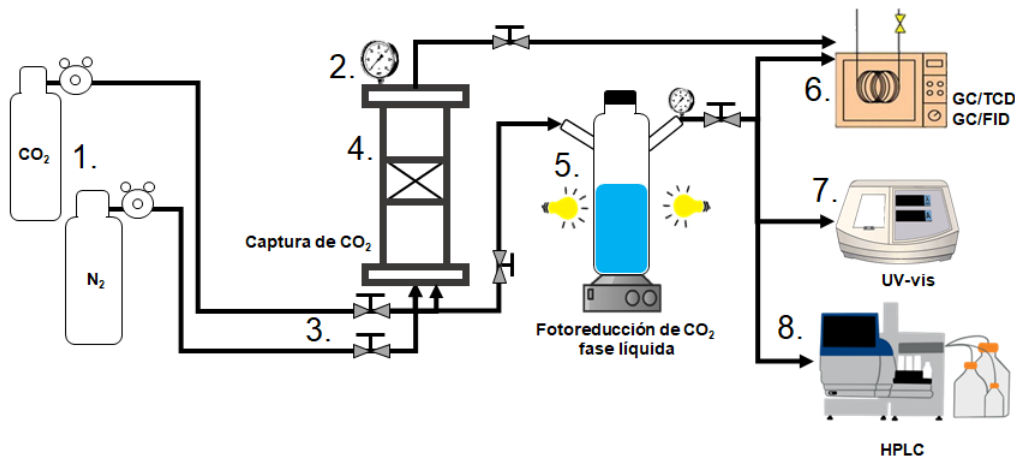 CO₂
1.
N₂
2.
4.
Captura de CO₂
3.
5.
Fotoreducción de CO₂
fase líquida
6.
GC/TCD
GC/FID
7.
UV-vis
8.
HPLC